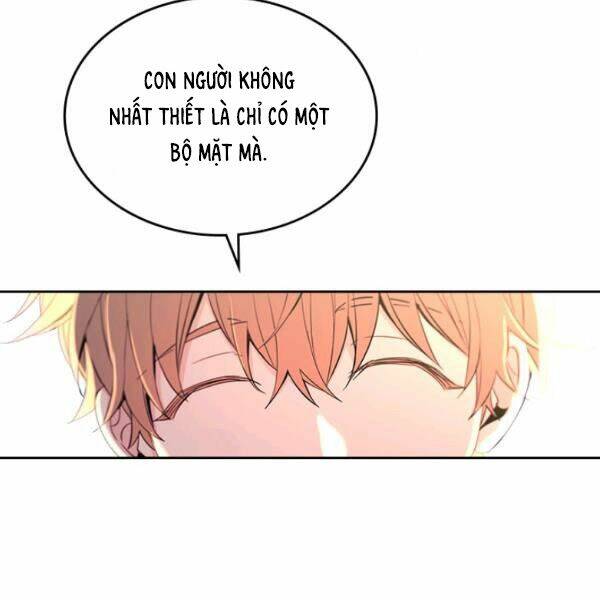 CON NGƯỜI KHÔNG
NHẤT THIẾT LÀ CHỈ CÓ MỘT
BỘ MẶT MÀ.